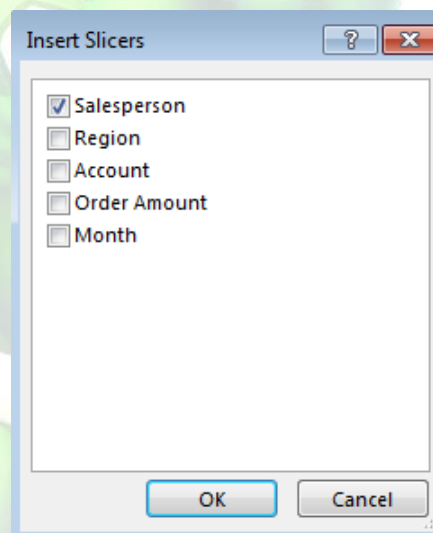 Insert Slicers
?
Salesperson
Region
Account
Order Amount
Month
OK Cancel